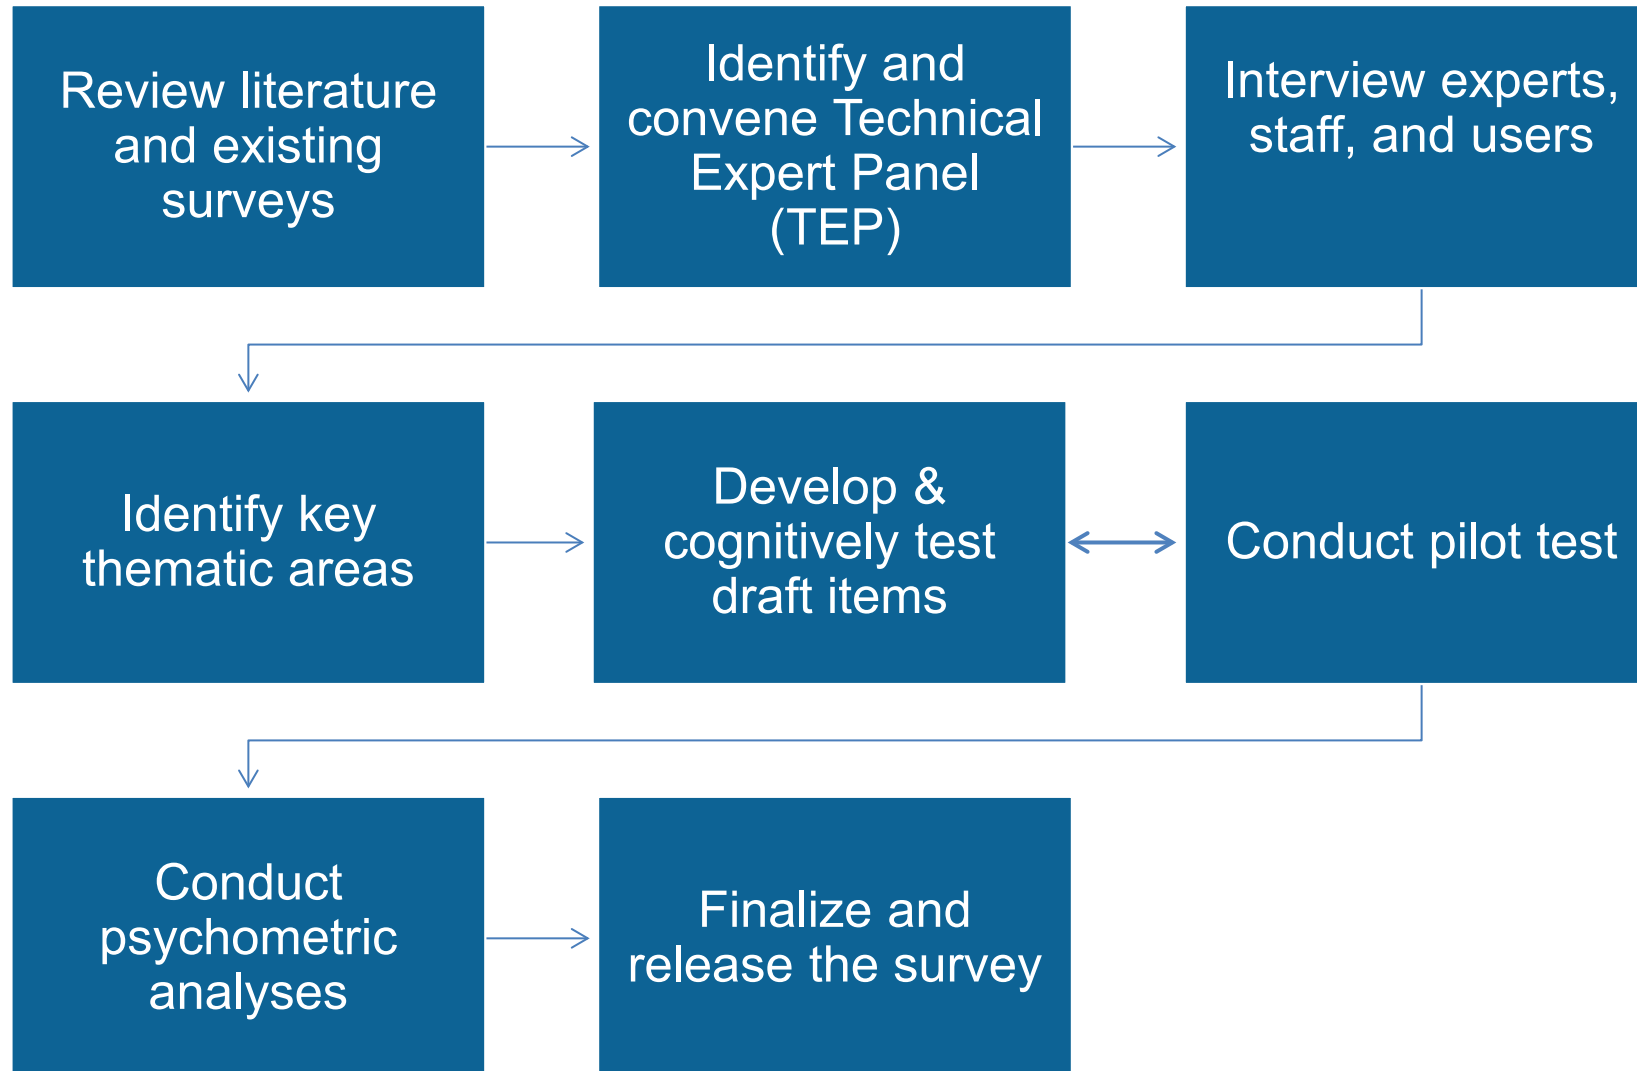 Review literature
and existing
surveys
Identify and
convene Technical
Expert Panel
(TEP)
Interview experts,
staff, and users
Identify key
thematic areas
Develop &
cognitively test
draft items
Conduct pilot test
Conduct
psychometric
analyses
Finalize and
release the survey